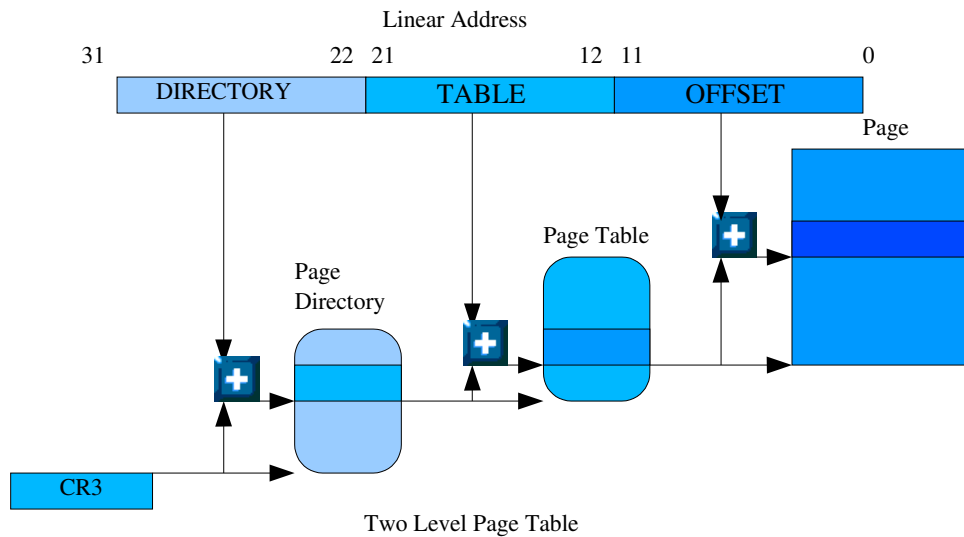 Linear Address
31 22 21 12 11 0
DIRECTORY TABLE OFFSET
Page
Page Table
Page
Directory
CR3
Two Level Page Table